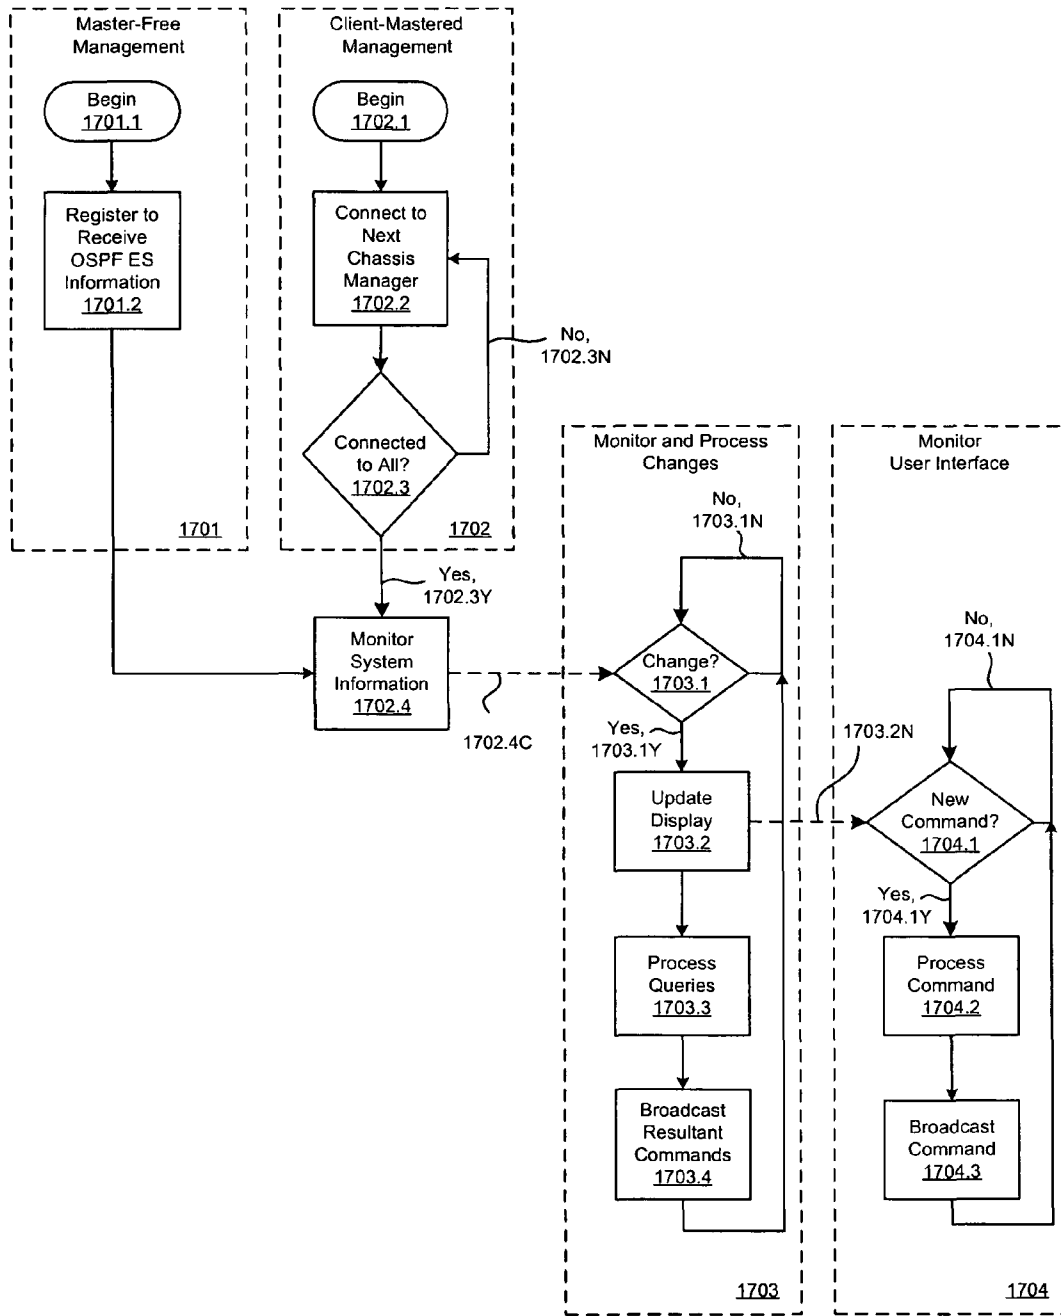 Master-Free
Management
Begin
1701.1
Register to
Receive
OSPF ES
Information
1701.2
1701
Client-Mastered
Management
Begin
1702.1
Connect to
Next
Chassis
Manager
1702.2
No,
1702.3N
Connected
to All?
1702.3
1702
Yes,
1702.3Y
Monitor
System
Information
1702.4
1702.4C
Monitor and Process
Changes
No,
1703.1N
Change?
1703.1
Yes,
1703.1Y
Update
Display
1703.2
1703.2N
Process
Queries
1703.3
Broadcast
Resultant
Commands
1703.4
1703
Monitor
User Interface
No,
1704.1N
New
Command?
1704.1
Yes,
1704.1Y
Process
Command
1704.2
Broadcast
Command
1704.3
1704